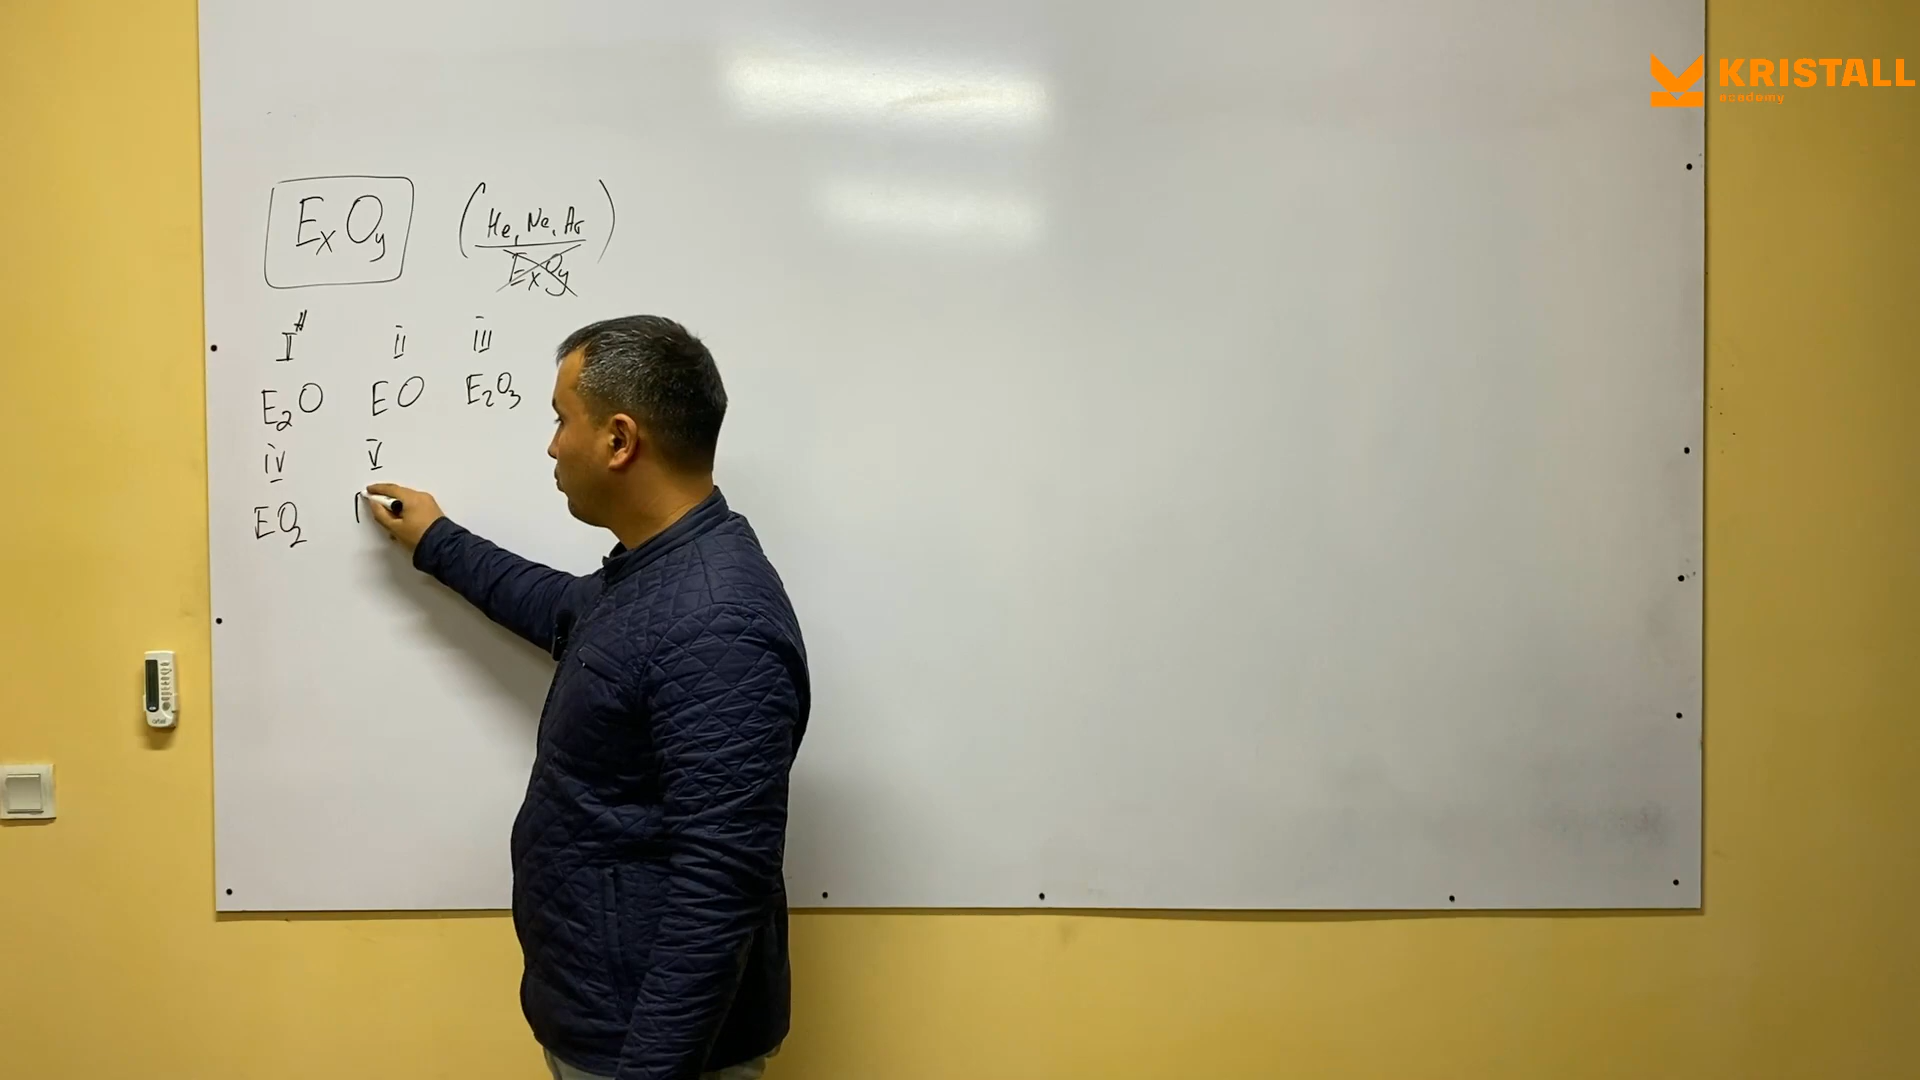 KRISTALL
academy
ExOy (He, Ne, Ar
ExOy)
I II III
E2O EO E2O3
IV V
EO2